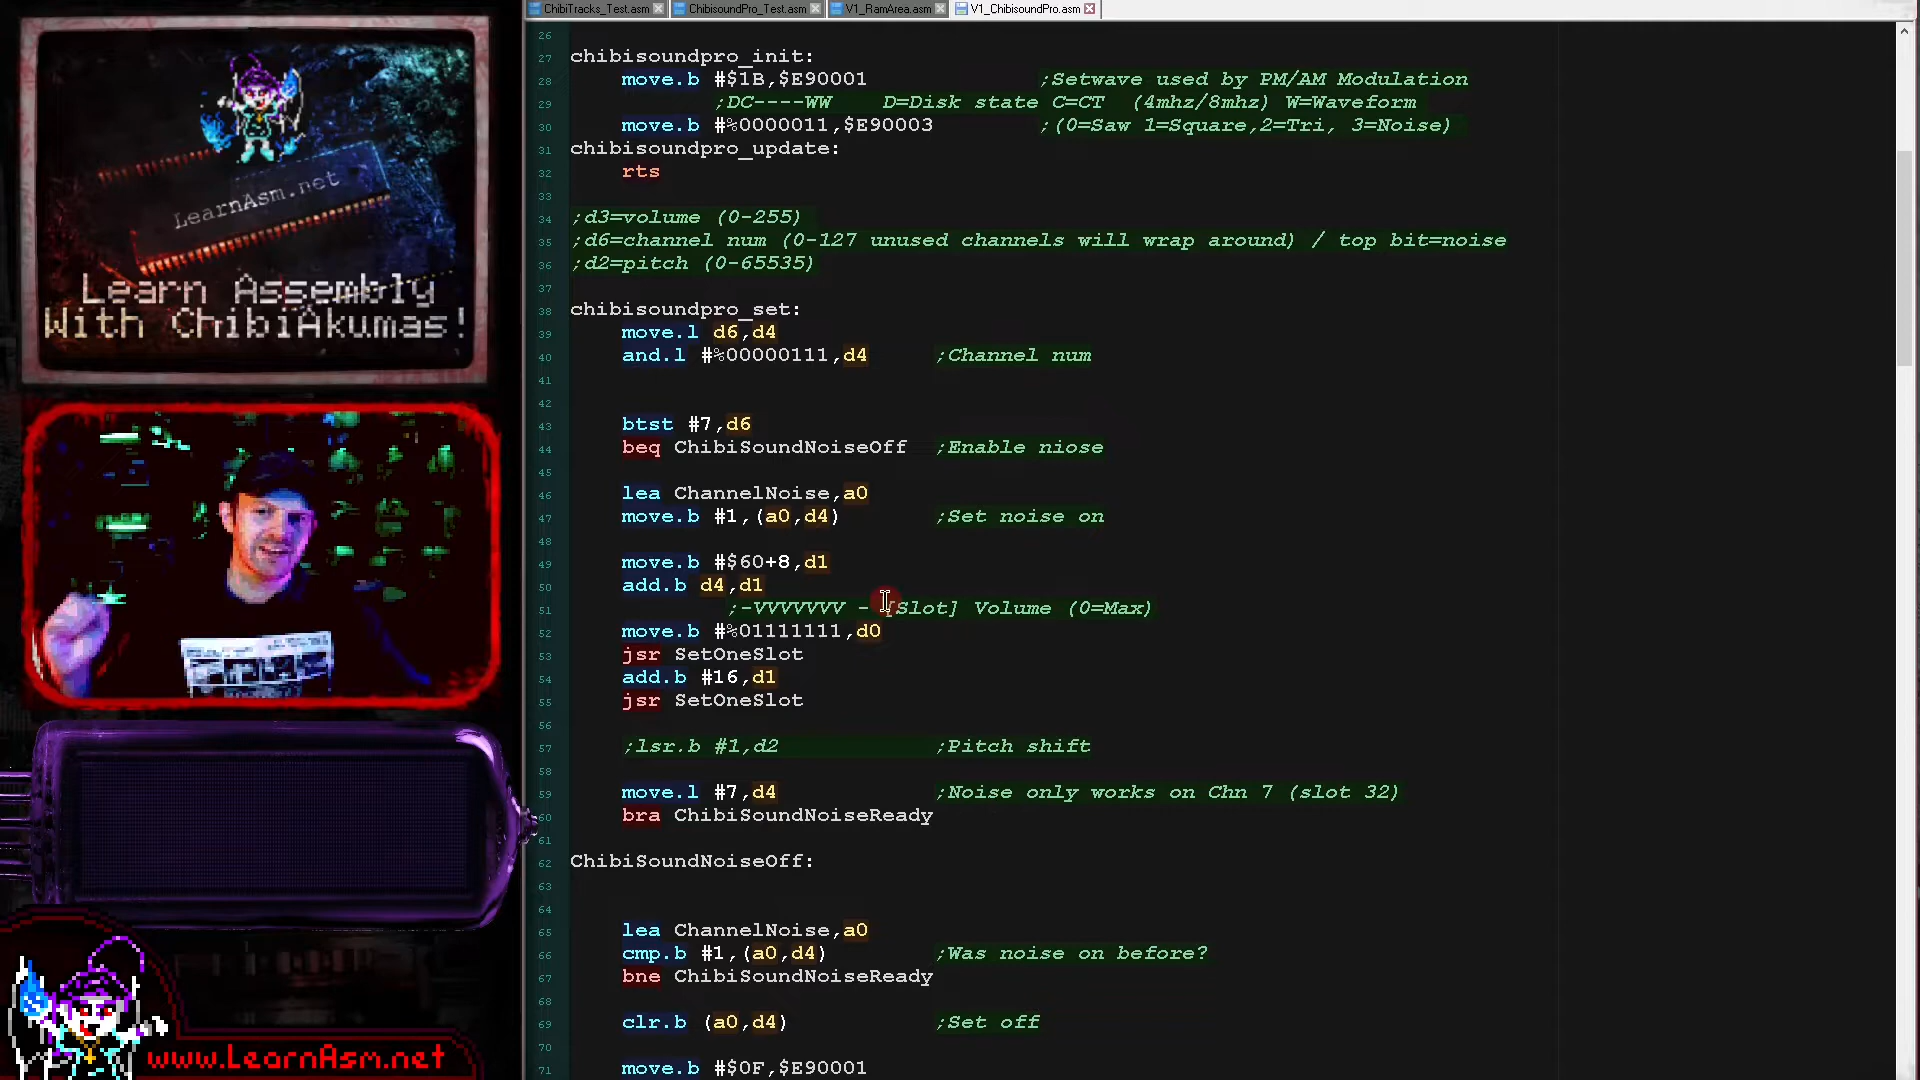 ChibiTracks_Test.asm ChibisoundPro_Test.asm V1_RamArea.asm V1_ChibisoundPro.asm
LearnAsm.net
Learn Assembly
With ChibiAkumas!
www.LearnAsm.net
26
27 chibisoundpro_init:
28 move.b #$1B,$E90001 ;Setwave used by PM/AM Modulation
29 ;DC----WW D=Disk state C=CT (4mhz/8mhz) W=Waveform
30 move.b #%0000011,$E90003 ;(0=Saw 1=Square,2=Tri, 3=Noise)
31 chibisoundpro_update:
32 rts
33
34 ;d3=volume (0-255)
35 ;d6=channel num (0-127 unused channels will wrap around) / top bit=noise
36 ;d2=pitch (0-65535)
37
38 chibisoundpro_set:
39 move.l d6,d4
40 and.l #%00000111,d4 ;Channel num
41
42
43 btst #7,d6
44 beq ChibiSoundNoiseOff ;Enable niose
45
46 lea ChannelNoise,a0
47 move.b #1,(a0,d4) ;Set noise on
48
49 move.b #$60+8,d1
50 add.b d4,d1
51 ;-VVVVVVV - [Slot] Volume (0=Max)
52 move.b #%01111111,d0
53 jsr SetOneSlot
54 add.b #16,d1
55 jsr SetOneSlot
56
57 ;lsr.b #1,d2 ;Pitch shift
58
59 move.l #7,d4 ;Noise only works on Chn 7 (slot 32)
60 bra ChibiSoundNoiseReady
61
62 ChibiSoundNoiseOff:
63
64
65 lea ChannelNoise,a0
66 cmp.b #1,(a0,d4) ;Was noise on before?
67 bne ChibiSoundNoiseReady
68
69 clr.b (a0,d4) ;Set off
70
71 move.b #$0F,$E90001